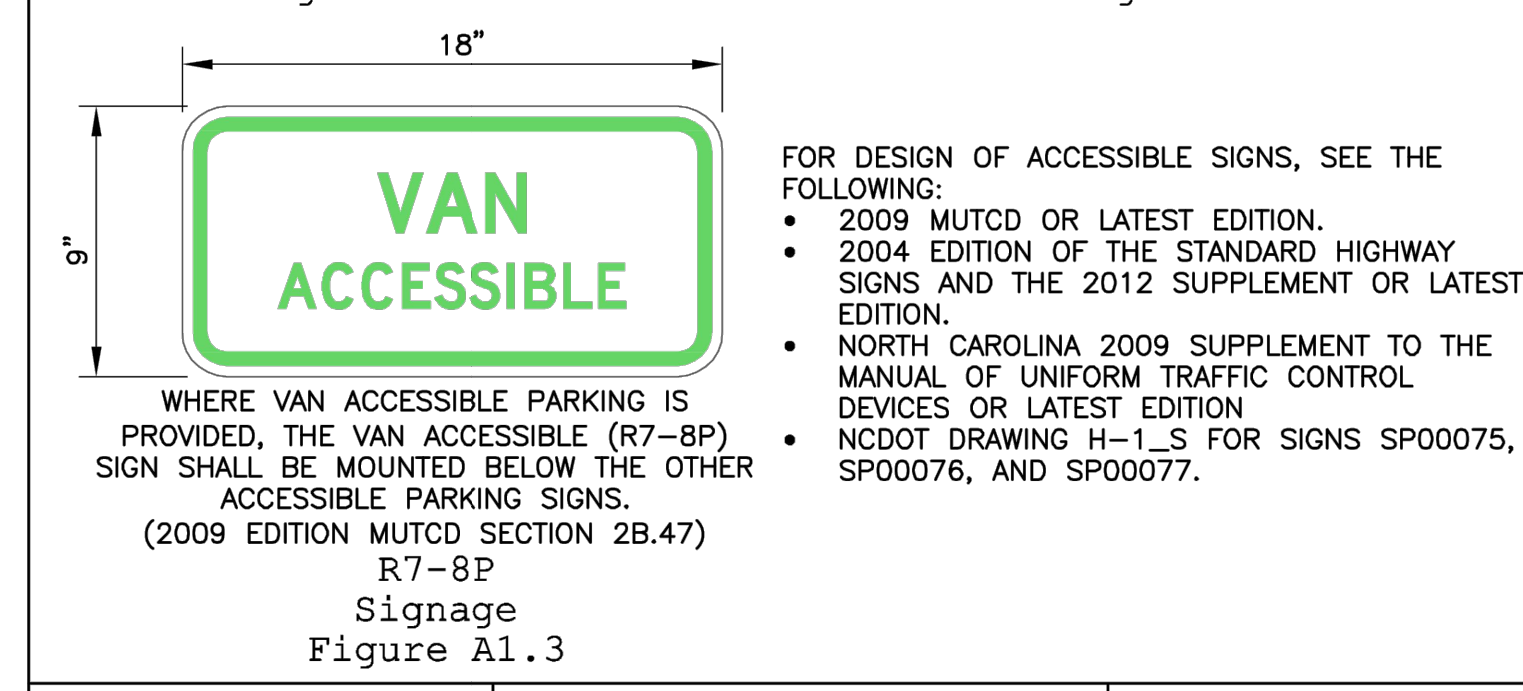 18"
9"
VAN
ACCESSIBLE
WHERE VAN ACCESSIBLE PARKING IS
PROVIDED, THE VAN ACCESSIBLE (R7-8P)
SIGN SHALL BE MOUNTED BELOW THE OTHER
ACCESSIBLE PARKING SIGNS.
(2009 EDITION MUTCD SECTION 2B.47)
R7-8P
Signage
Figure A1.3
FOR DESIGN OF ACCESSIBLE SIGNS, SEE THE
FOLLOWING:
• 2009 MUTCD OR LATEST EDITION.
• 2004 EDITION OF THE STANDARD HIGHWAY
SIGNS AND THE 2012 SUPPLEMENT OR LATEST
EDITION.
• NORTH CAROLINA 2009 SUPPLEMENT TO THE
MANUAL OF UNIFORM TRAFFIC CONTROL
DEVICES OR LATEST EDITION
• NCDOT DRAWING H-1_S FOR SIGNS SP00075,
SP00076, AND SP00077.